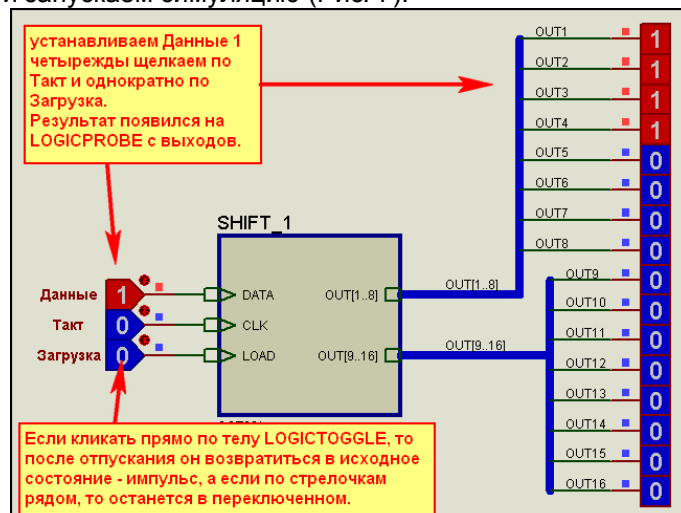 и запускаем симуляцию (Рис.
устанавливаем Данные 1
четырежды щелкаем по
Такт и однократно по
Загрузка.
Результат появился на
LOGICPROBE с выходов.
OUT1 1
OUT2 1
OUT3 1
OUT4 1
OUT5 0
OUT6 0
OUT7 0
OUT8 0
SHIFT_1
Данные 1 DATA OUT[1..8] OUT[1..8]
Такт 0 CLK
Загрузка 0 LOAD OUT[9..16] OUT[9..16]
OUT9 0
OUT10 0
OUT11 0
OUT12 0
OUT13 0
OUT14 0
OUT15 0
OUT16 0
Если кликать прямо по телу LOGICTOGGLE, то
после отпускания он возвратиться в исходное
состояние - импульс, а если по стрелочкам
рядом, то останется в переключенном.